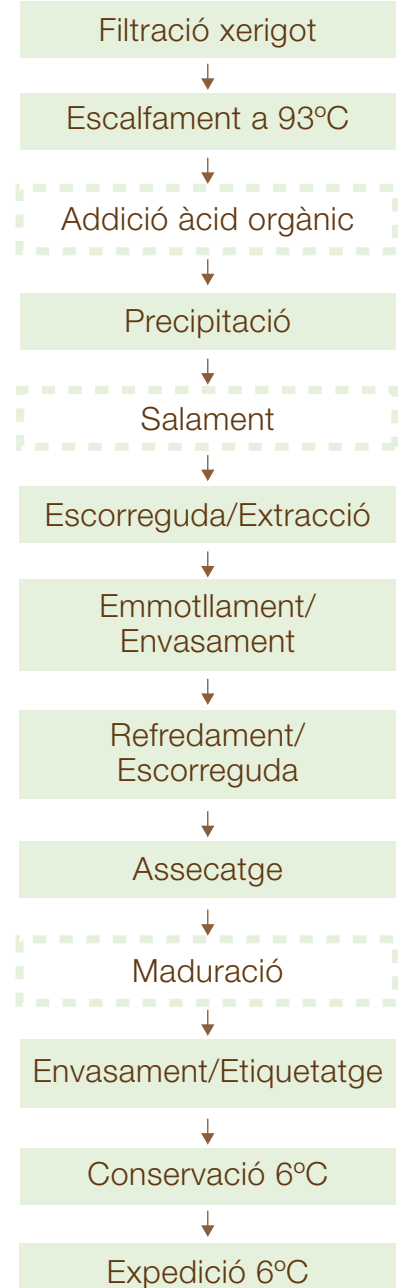 Filtració xerigot
Escalfament a 93ºC
Addició àcid orgànic
Precipitació
Salament
Escorreguda/Extracció
Emmotllament/
Envasament
Refredament/
Escorreguda
Assecatge
Maduració
Envasament/Etiquetatge
Conservació 6ºC
Expedició 6ºC